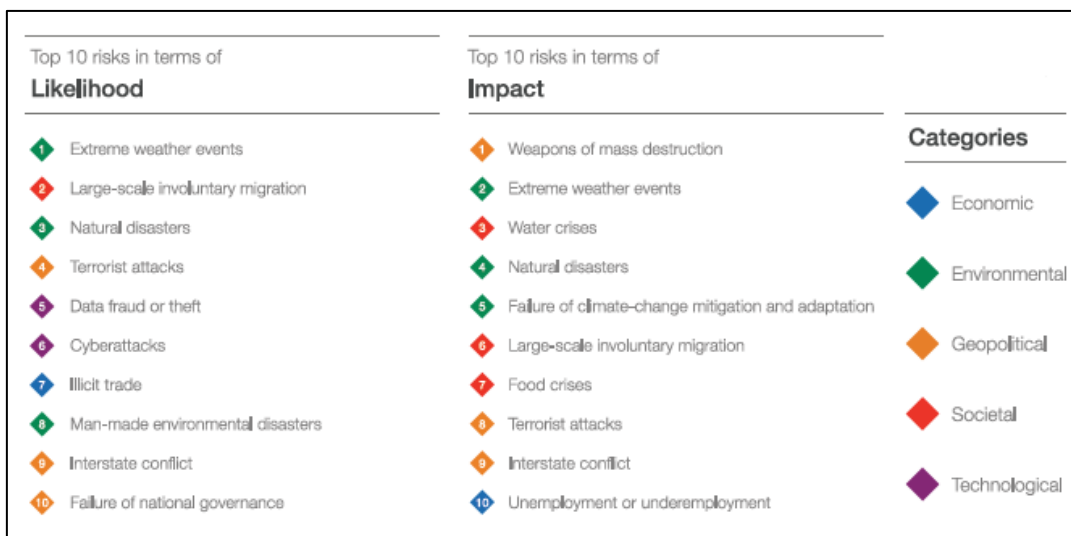 Top 10 risks in terms of
Likelihood
1 Extreme weather events
2 Large-scale involuntary migration
3 Natural disasters
4 Terrorist attacks
5 Data fraud or theft
6 Cyberattacks
7 Illicit trade
8 Man-made environmental disasters
9 Interstate conflict
10 Failure of national governance
Top 10 risks in terms of
Impact
1 Weapons of mass destruction
2 Extreme weather events
3 Water crises
4 Natural disasters
5 Failure of climate-change mitigation and adaptation
6 Large-scale involuntary migration
7 Food crises
8 Terrorist attacks
9 Interstate conflict
10 Unemployment or underemployment
Categories
Economic
Environmental
Geopolitical
Societal
Technological